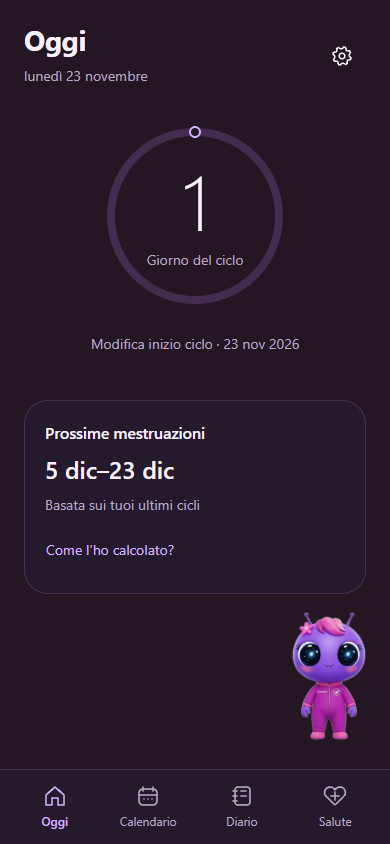 Oggi
lunedì 23 novembre
1
Giorno del ciclo
Modifica inizio ciclo · 23 nov 2026
Prossime mestruazioni
5 dic–23 dic
Basata sui tuoi ultimi cicli
Come l'ho calcolato?
Oggi
Calendario
Diario
Salute